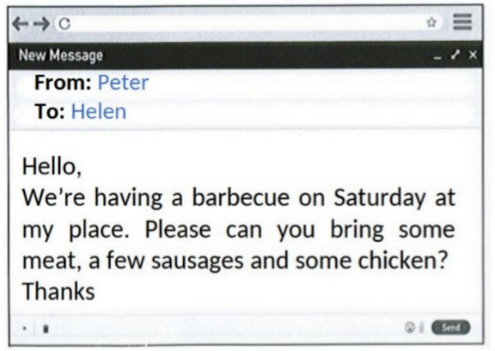 New Message
From: Peter
To: Helen
Hello,
We're having a barbecue on Saturday at
my place. Please can you bring some
meat, a few sausages and some chicken?
Thanks
Send